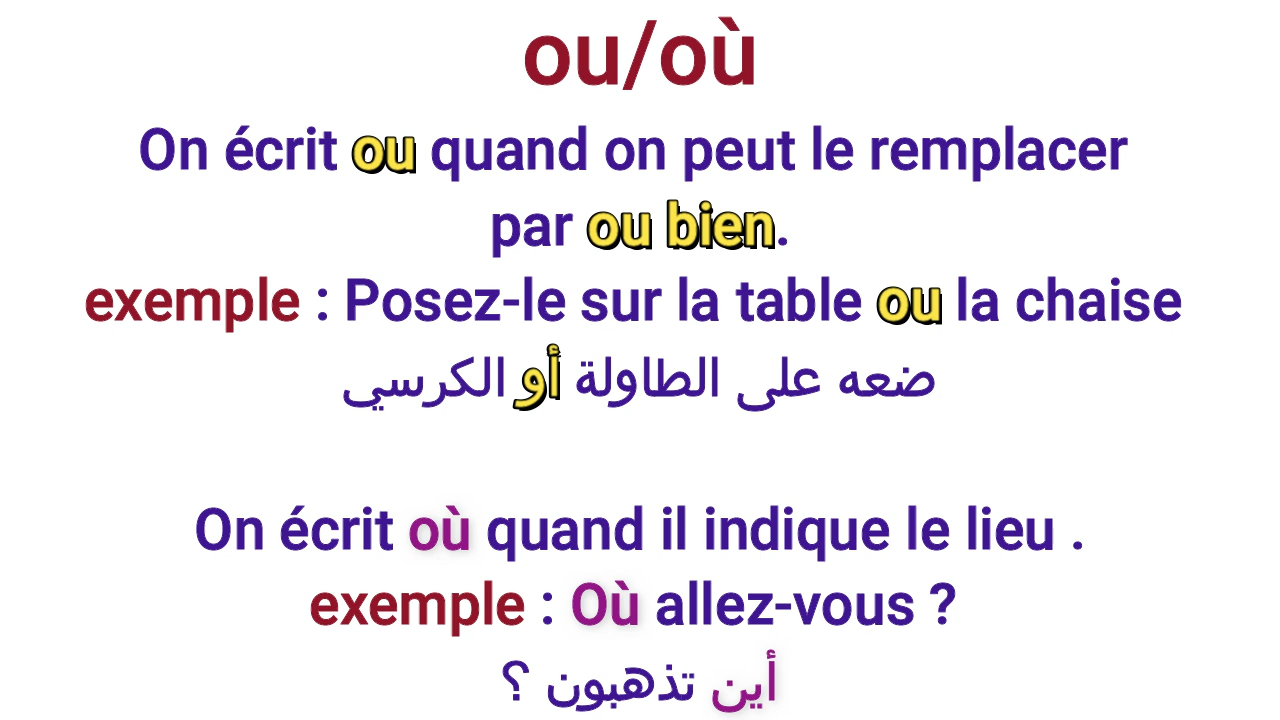 ou/où
On écrit ou quand on peut le remplacer
par ou bien.
exemple : Posez-le sur la table ou la chaise
ضعه على الطاولة أو الكرسي
On écrit où quand il indique le lieu .
exemple : Où allez-vous ?
أين تذهبون ؟